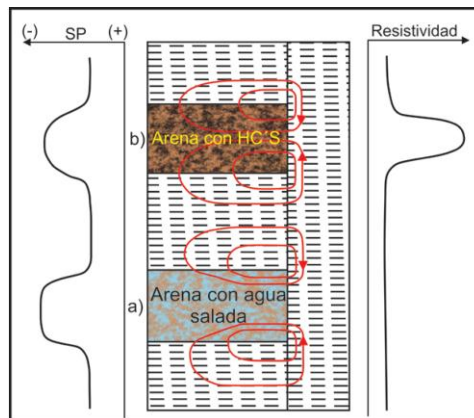 (-) SP (+)
Resistividad
b) Arena con HC´S
Arena con agua
a) salada